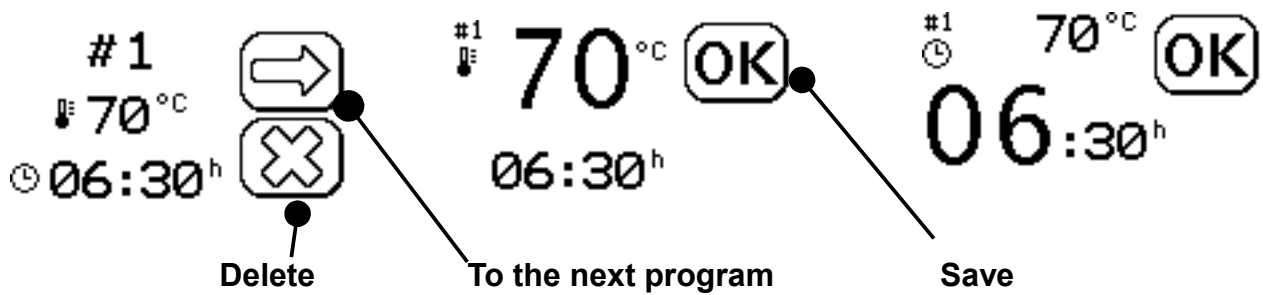 #1
70°C
06:30h
#1
70°C
OK
06:30h
#1
70°C
OK
06:30h
Delete
To the next program
Save